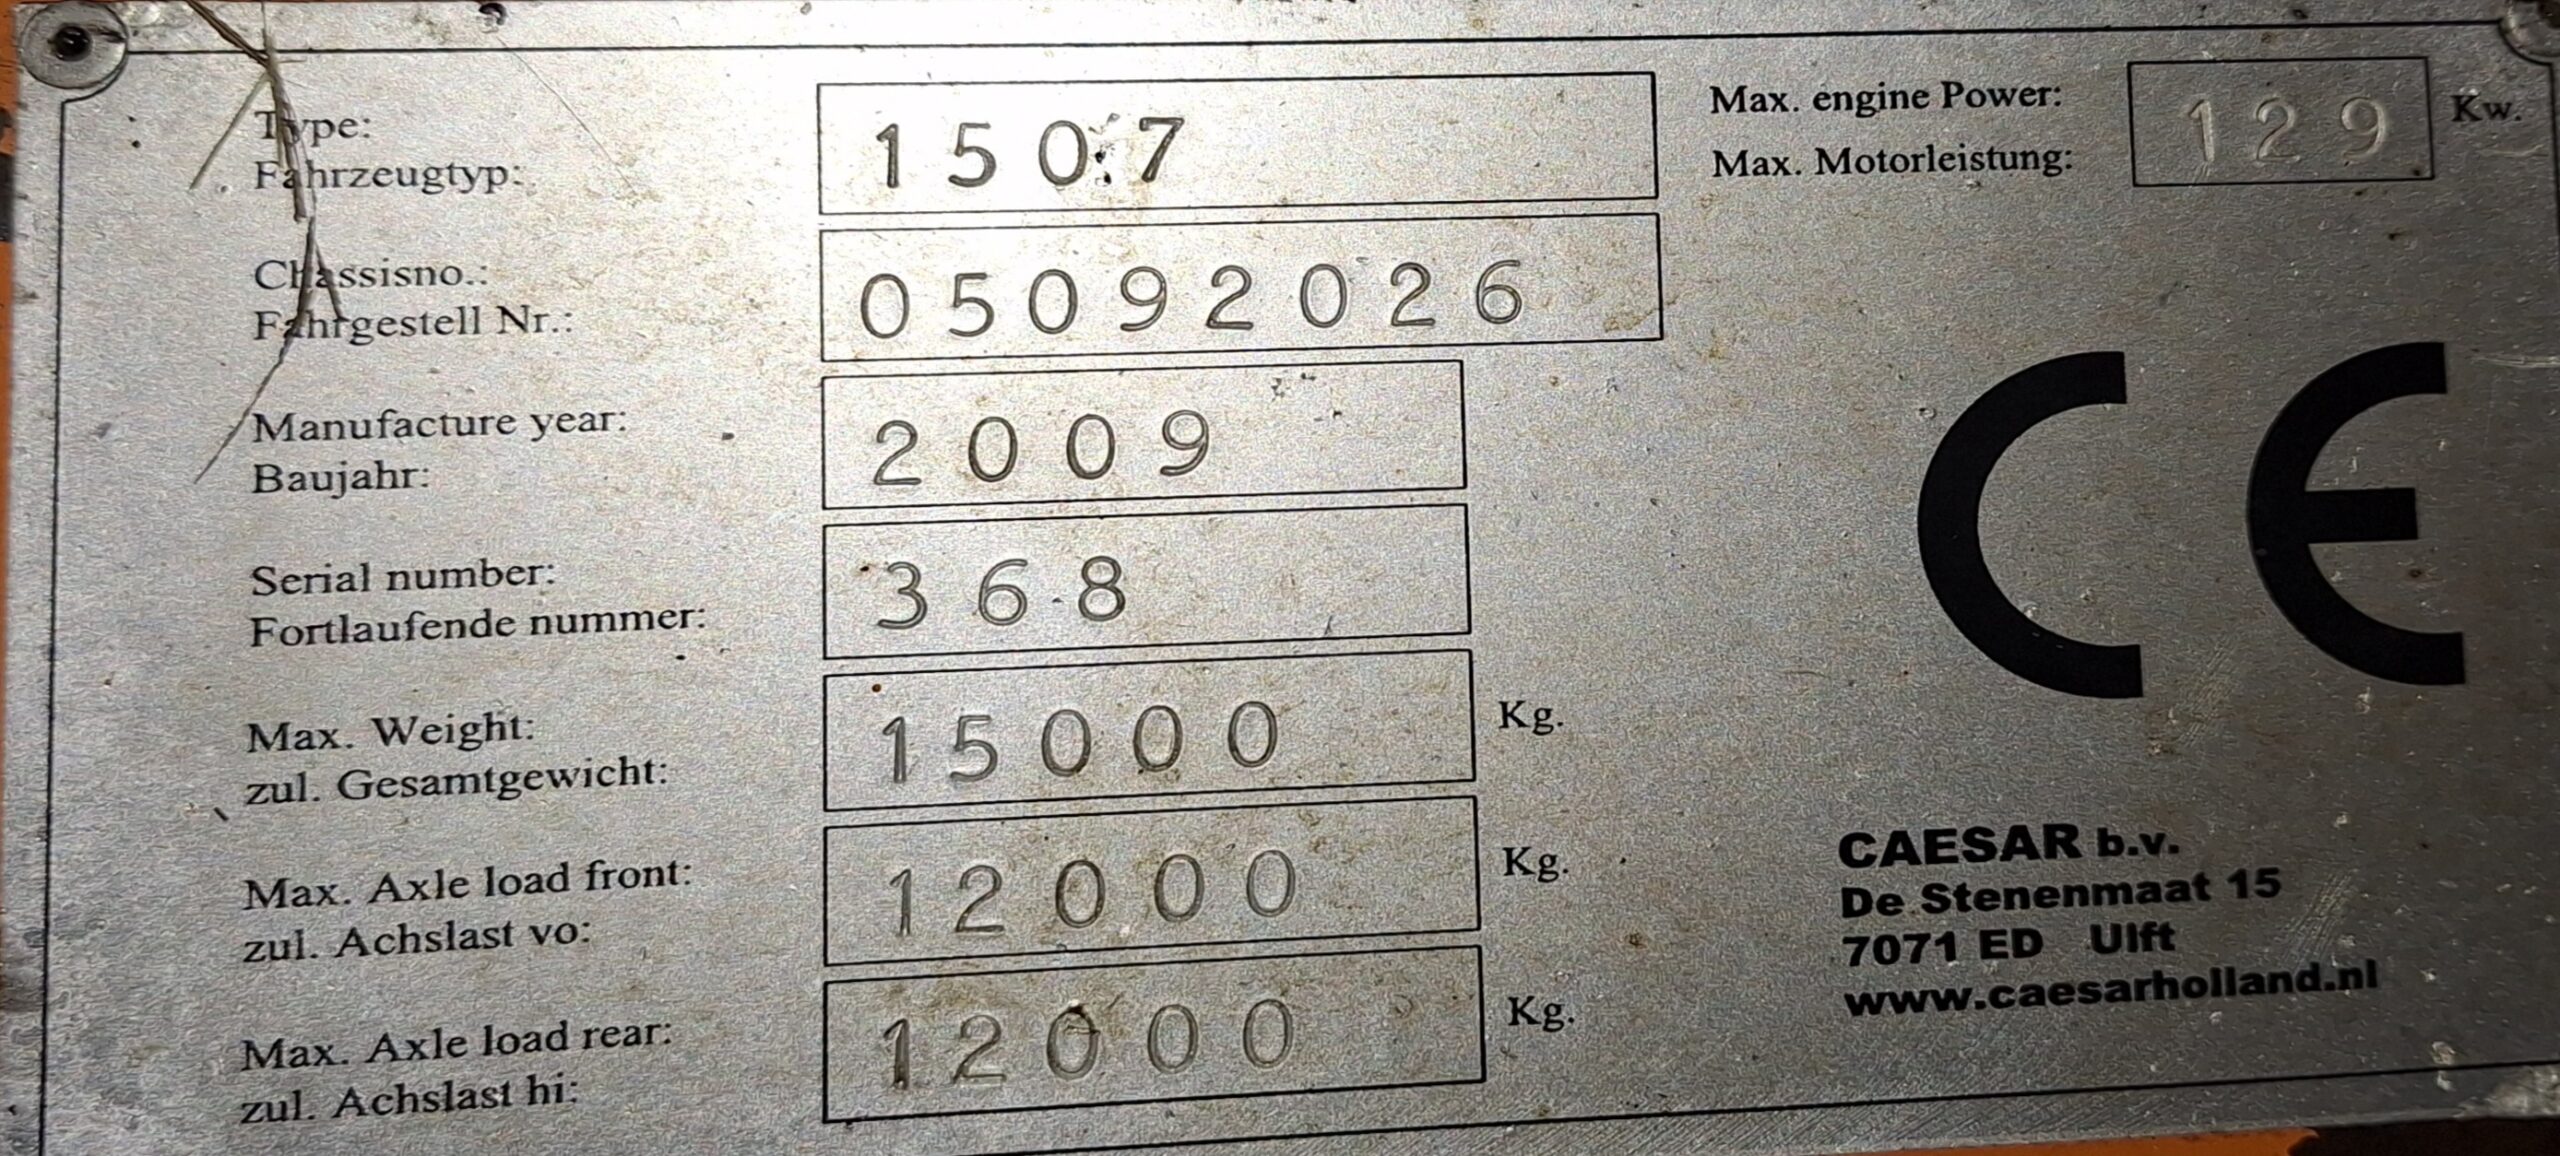 Type: 1507
Fahrzeugtyp:
Max. engine Power: 129 Kw.
Max. Motorleistung:
Chassisno.: 05092026
Fahrgestell Nr.:
Manufacture year: 2009
Baujahr:
Serial number: 368
Fortlaufende nummer:
Max. Weight: 15000 Kg.
zul. Gesamtgewicht:
Max. Axle load front: 12000 Kg.
zul. Achslast vo:
Max. Axle load rear: 12000 Kg.
zul. Achslast hi:
CE
CAESAR b.v.
De Stenenmaat 15
7071 ED Ulft
www.caesarholland.nl